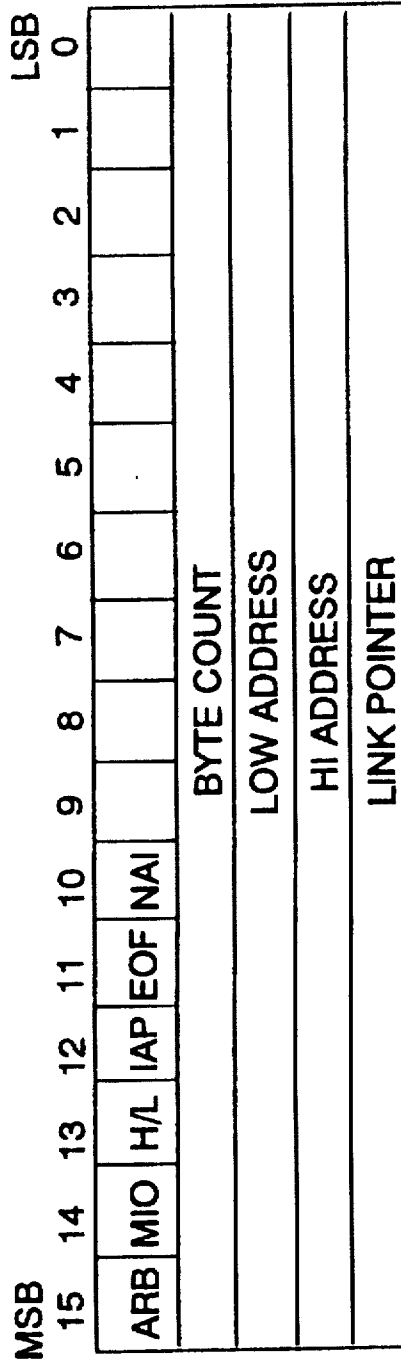 MSB LSB
15 14 13 12 11 10 9 8 7 6 5 4 3 2 1 0
ARB MIO H/L IAP EOF NAI
BYTE COUNT
LOW ADDRESS
HI ADDRESS
LINK POINTER